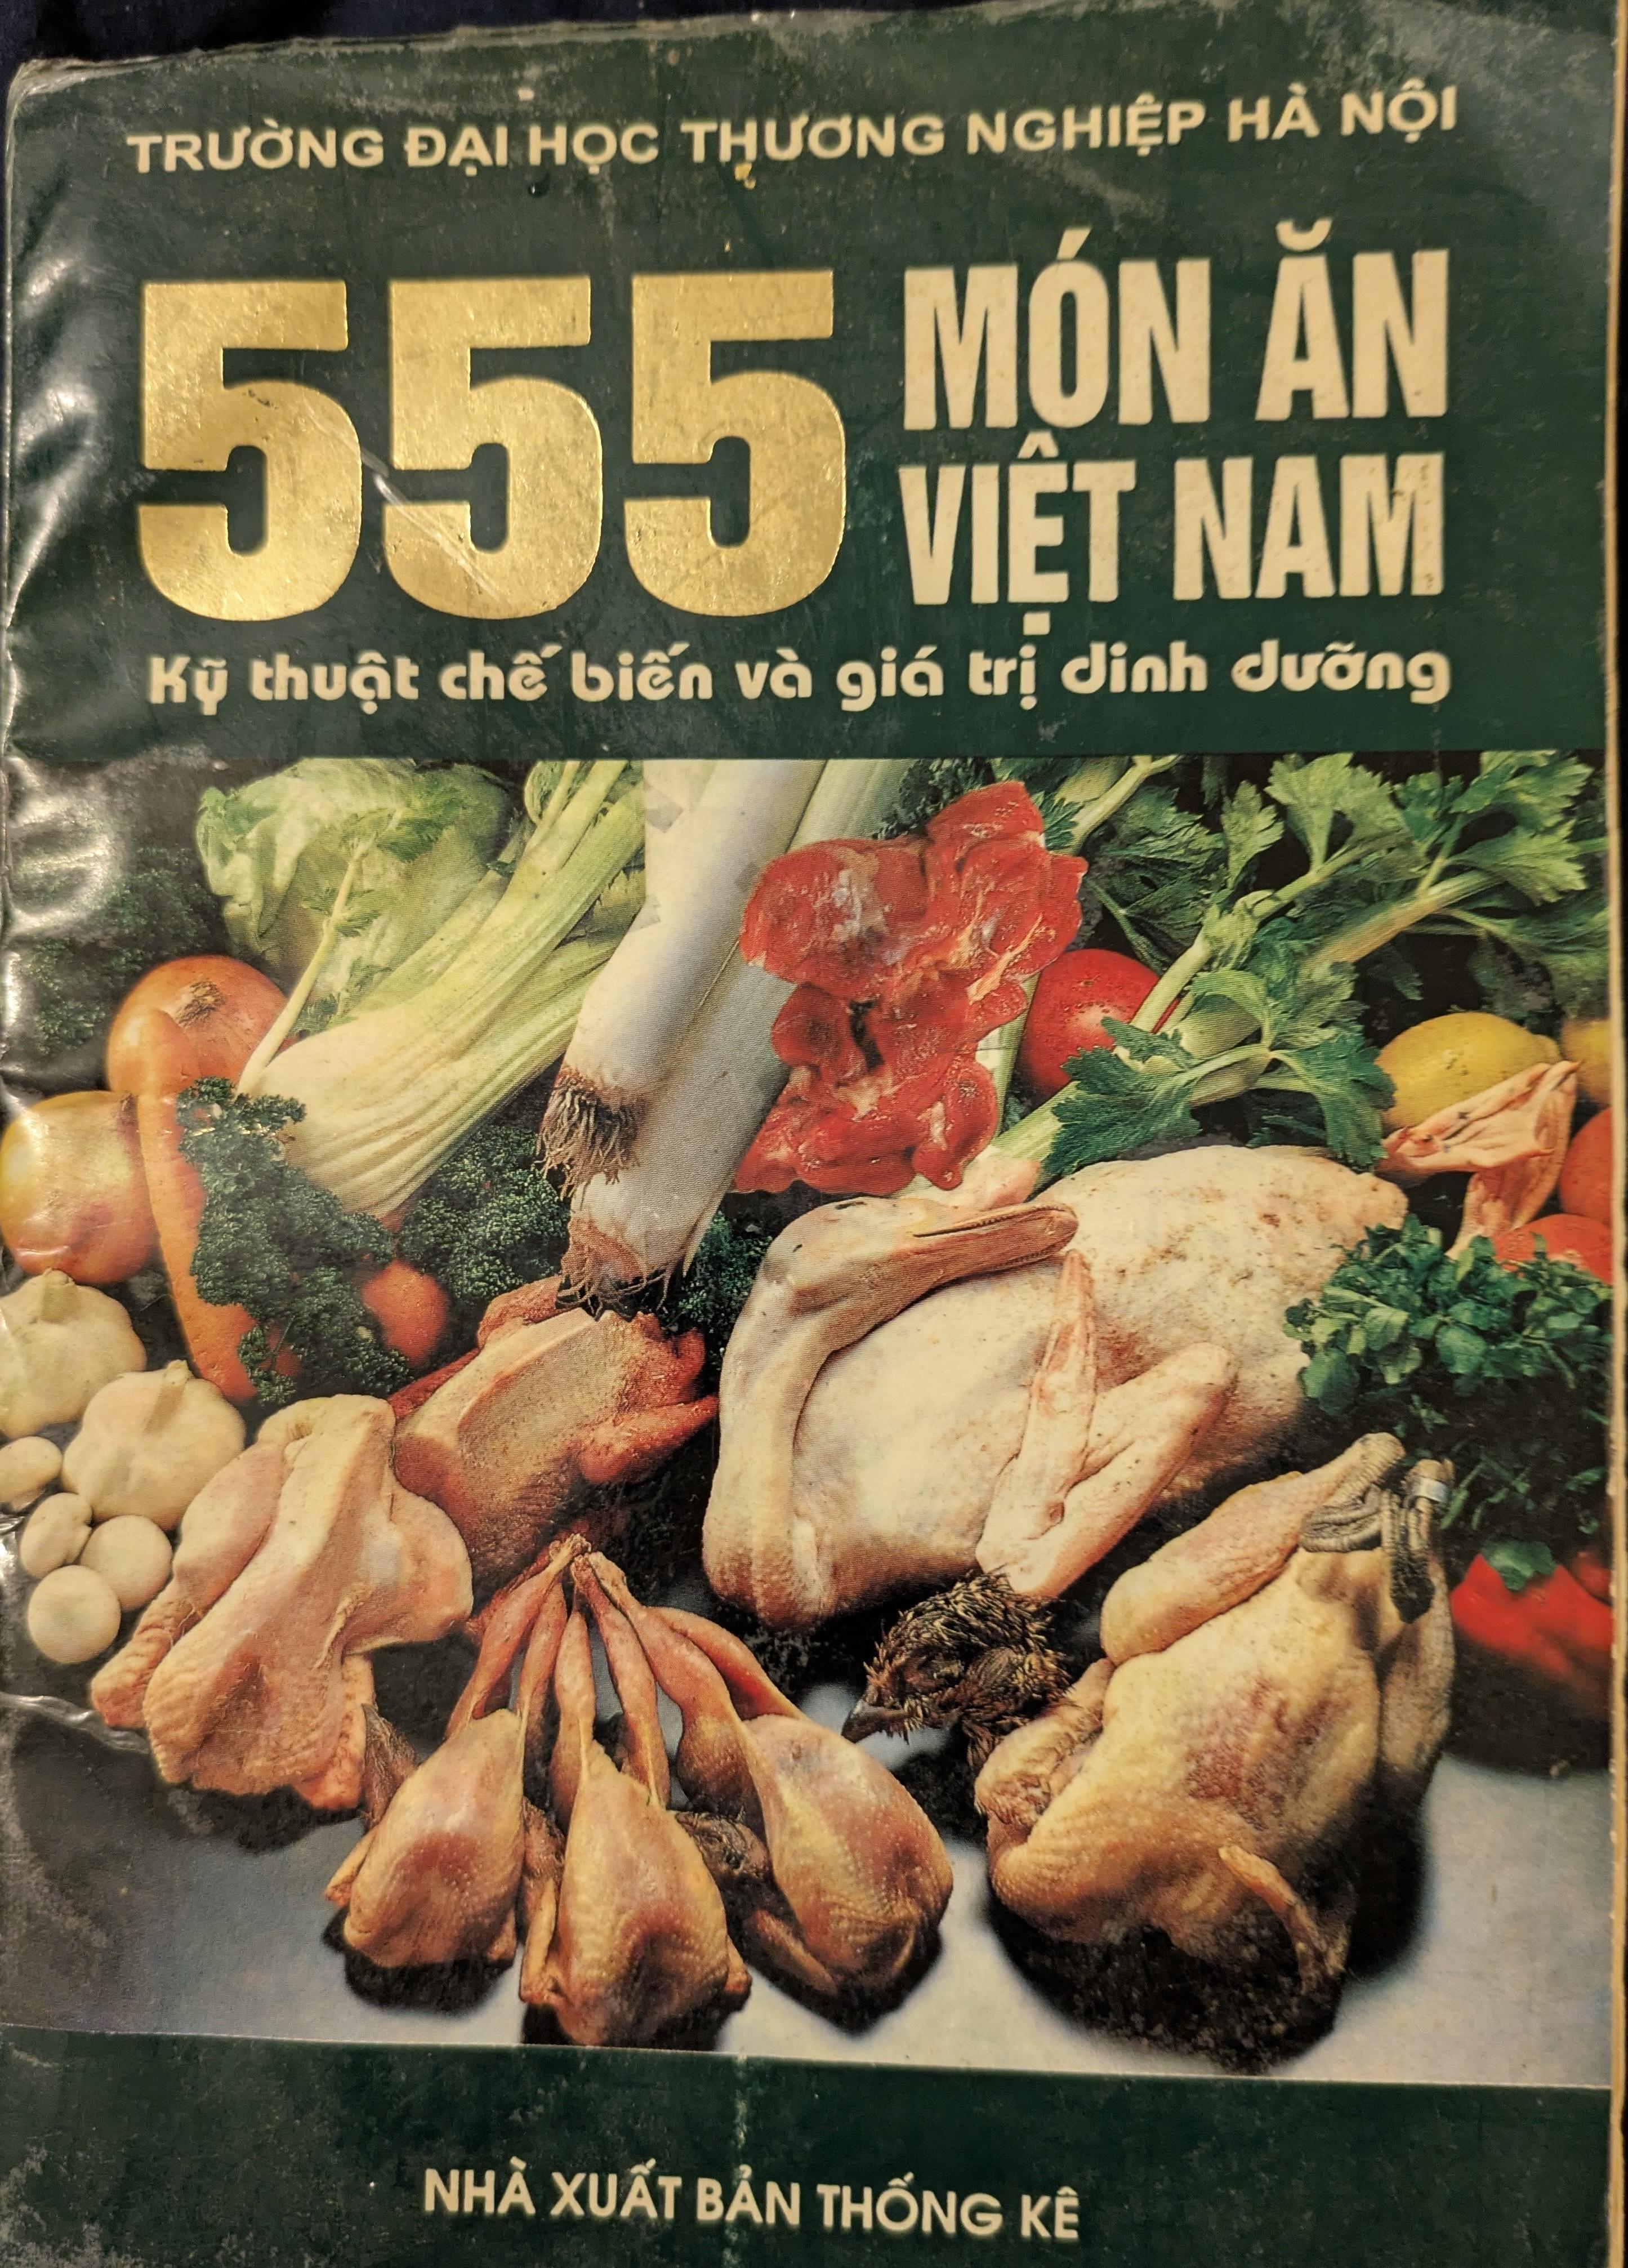 TRƯỜNG ĐẠI HỌC THƯƠNG NGHIỆP HÀ NỘI
555 MÓN ĂN
VIỆT NAM
Kỹ thuật chế biến và giá trị dinh dưỡng
NHÀ XUẤT BẢN THỐNG KÊ